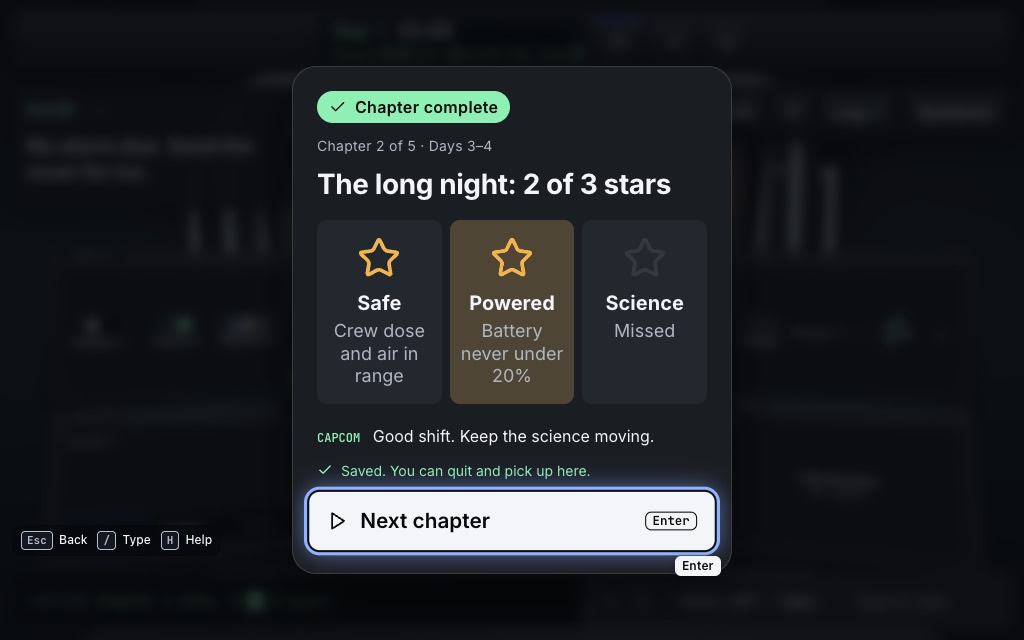 Chapter complete
Chapter 2 of 5 · Days 3–4
The long night: 2 of 3 stars
Safe
Crew dose
and air in
range
Powered
Battery
never under
20%
Science
Missed
CAPCOM Good shift. Keep the science moving.
Saved. You can quit and pick up here.
Next chapter Enter
Esc Back / Type H Help
Enter